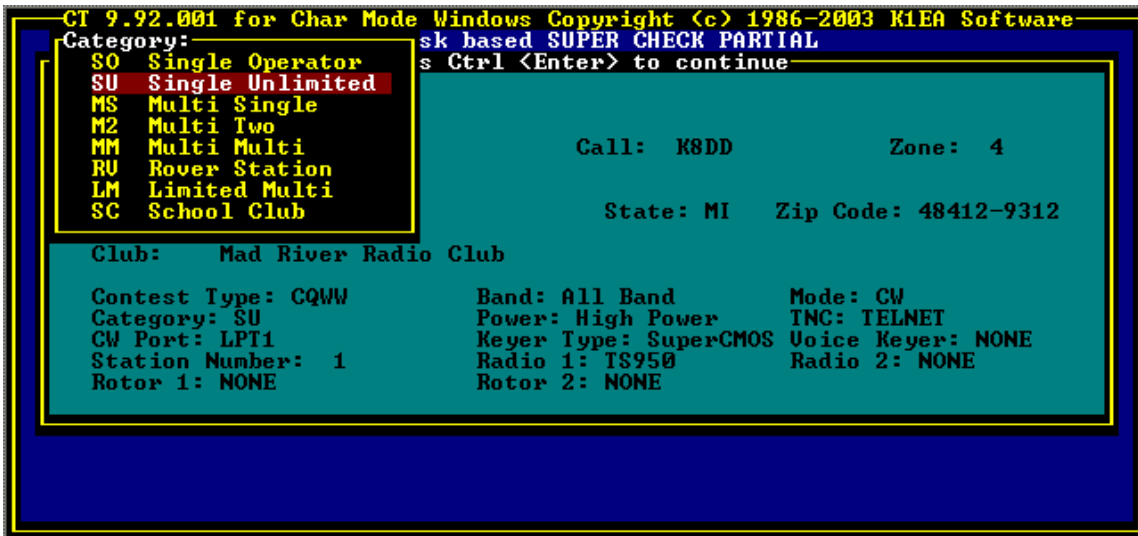 CT 9.92.001 for Char Mode Windows Copyright (c) 1986-2003 K1EA Software
Category:
sk based SUPER CHECK PARTIAL
s Ctrl <Enter> to continue
SO Single Operator
SU Single Unlimited
MS Multi Single
M2 Multi Two
MM Multi Multi
RV Rover Station
LM Limited Multi
SC School Club
Call: K8DD Zone: 4
State: MI Zip Code: 48412-9312
Club: Mad River Radio Club
Contest Type: CQWW Band: All Band Mode: CW
Category: SU Power: High Power TNC: TELNET
CW Port: LPT1 Keyer Type: SuperCMOS Voice Keyer: NONE
Station Number: 1 Radio 1: TS950 Radio 2: NONE
Rotor 1: NONE Rotor 2: NONE